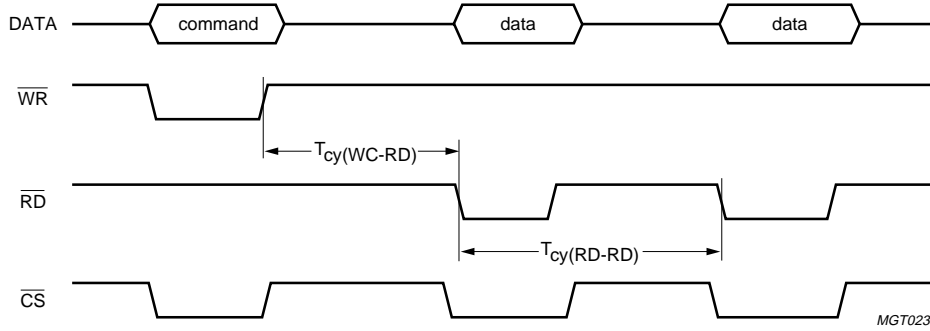 DATA command data data
WR
Tcy(WC-RD)
RD
Tcy(RD-RD)
CS
MGT023